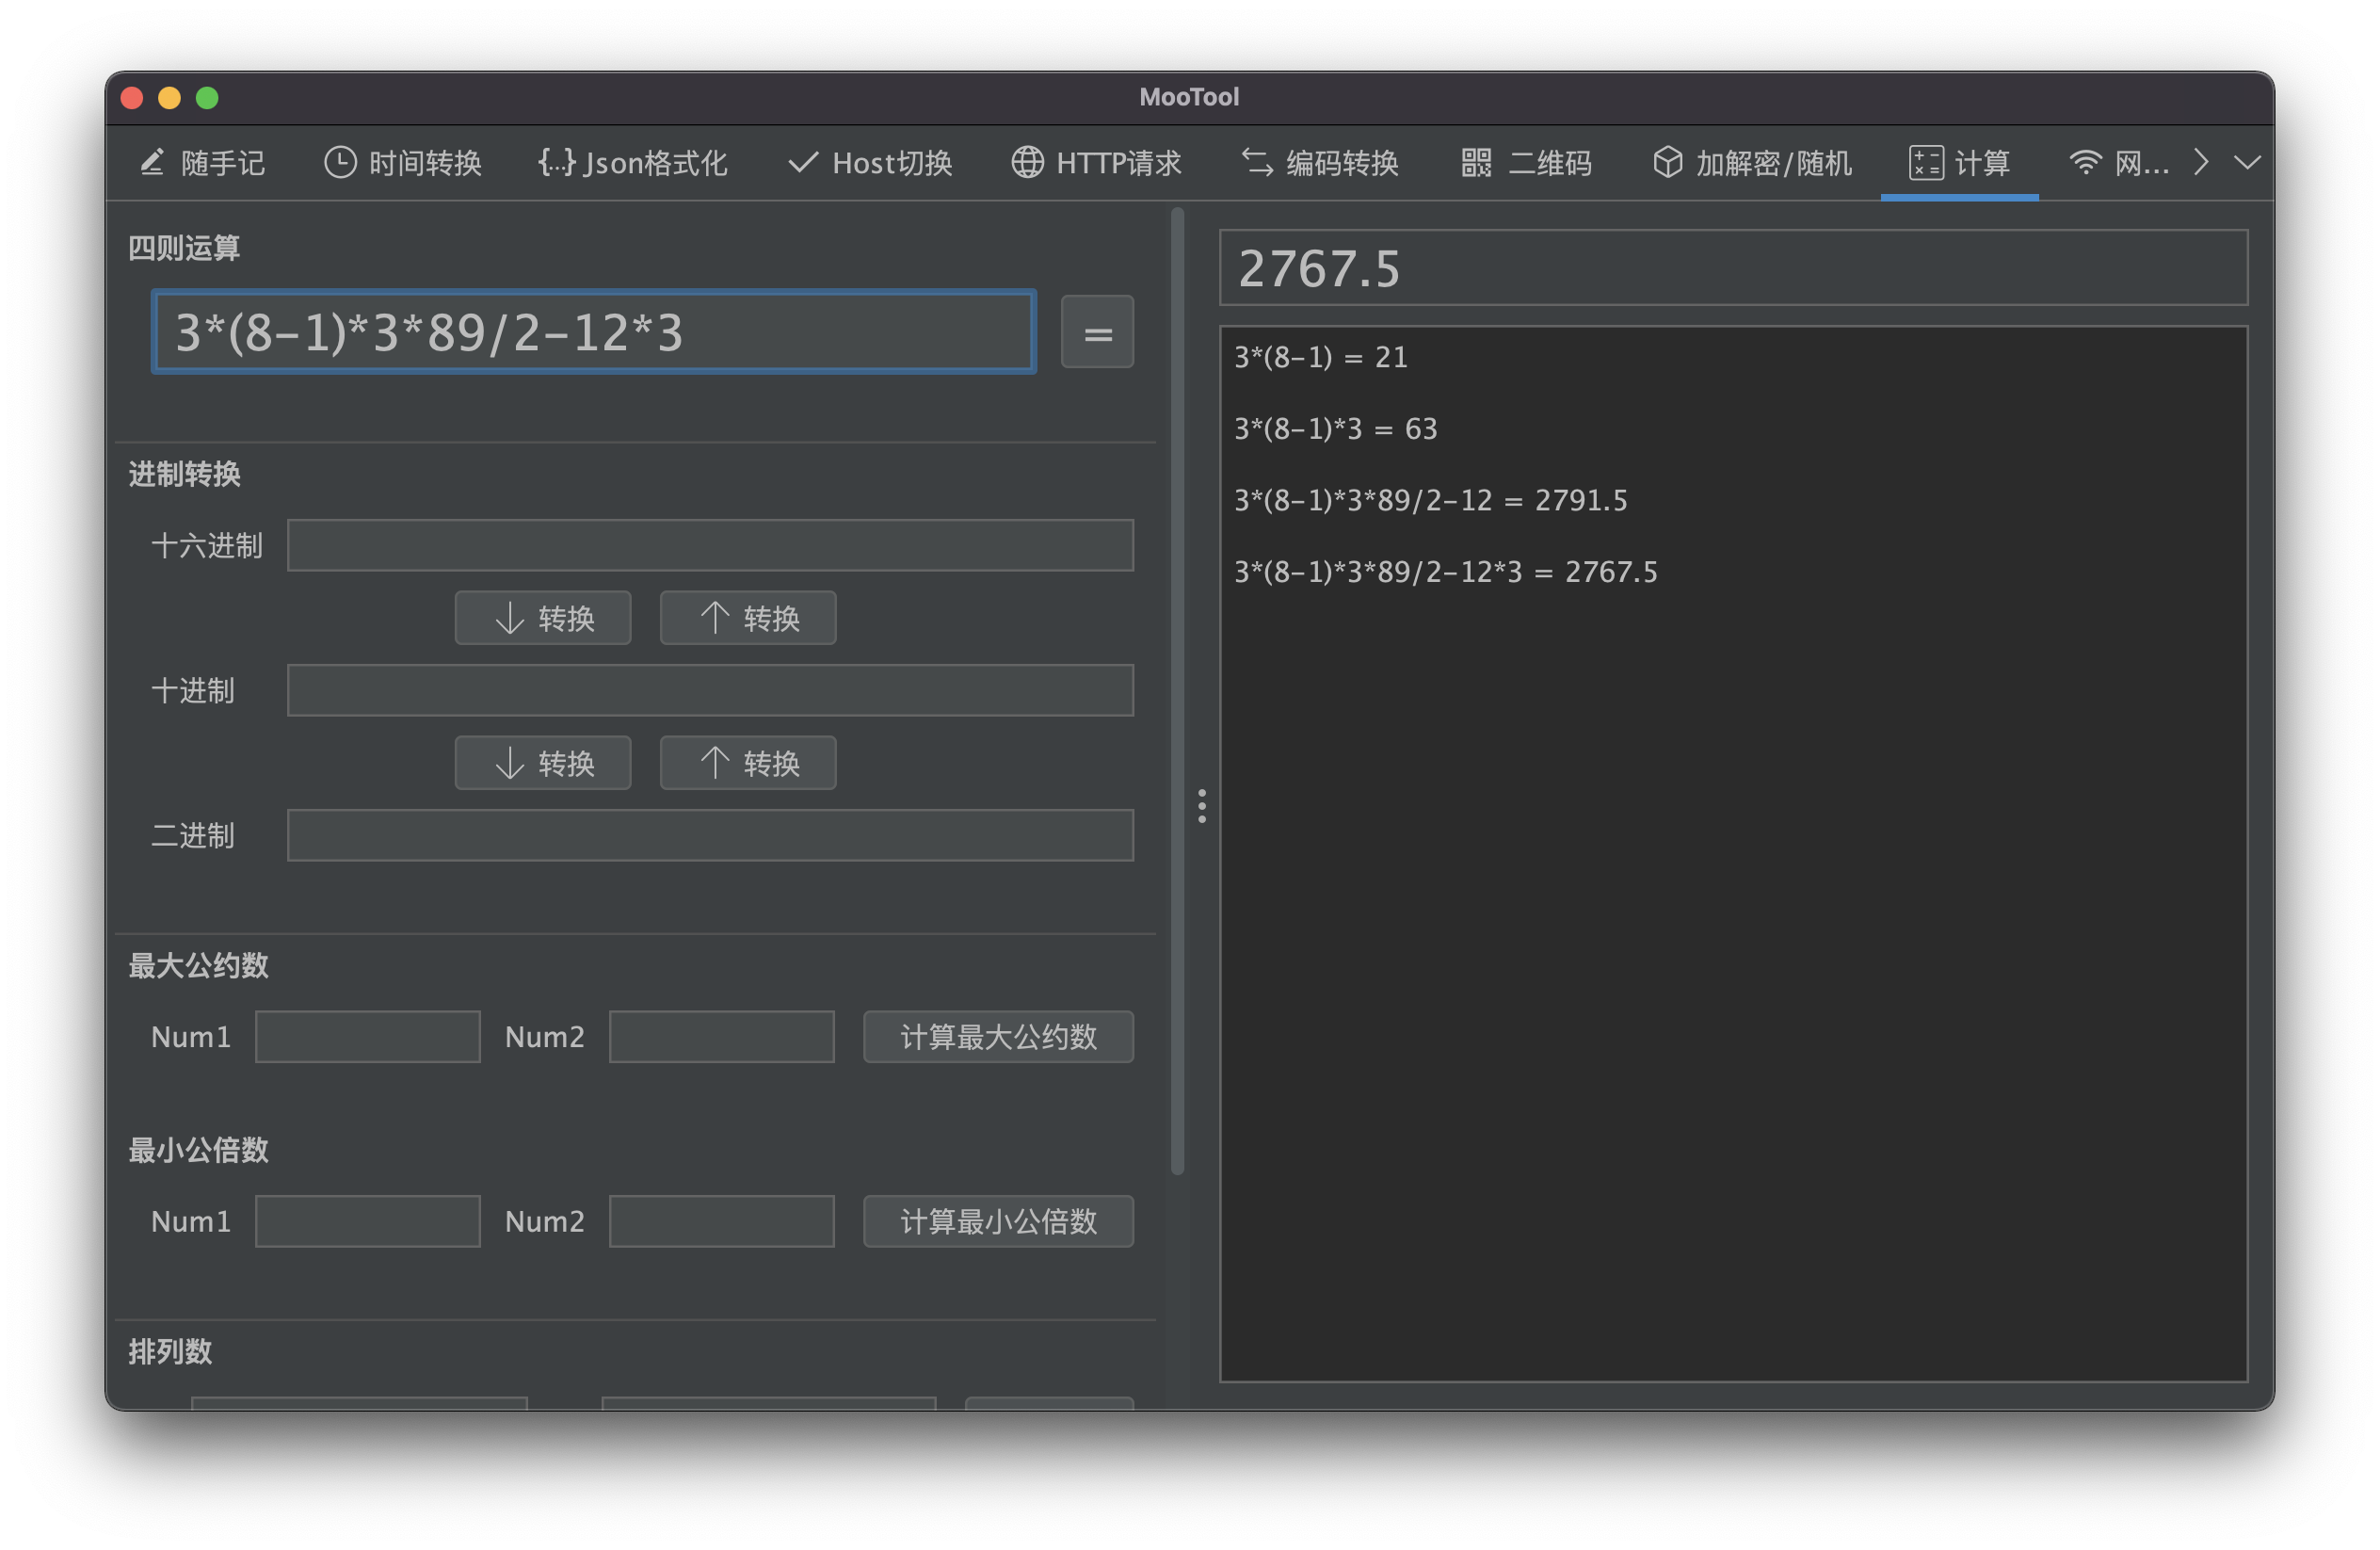 MooTool
随手记 时间转换 {...} Json格式化 Host切换 HTTP请求 编码转换 二维码 加解密/随机 计算 网...
四则运算
3*(8-1)*3*89/2-12*3 =
进制转换
十六进制
转换 转换
十进制
转换 转换
二进制
最大公约数
Num1 Num2 计算最大公约数
最小公倍数
Num1 Num2 计算最小公倍数
排列数
2767.5
3*(8-1) = 21
3*(8-1)*3 = 63
3*(8-1)*3*89/2-12 = 2791.5
3*(8-1)*3*89/2-12*3 = 2767.5